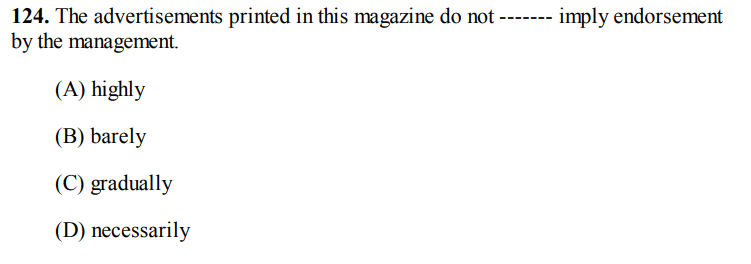 124. The advertisements printed in this magazine do not ------- imply endorsement
by the management.
(A) highly
(B) barely
(C) gradually
(D) necessarily